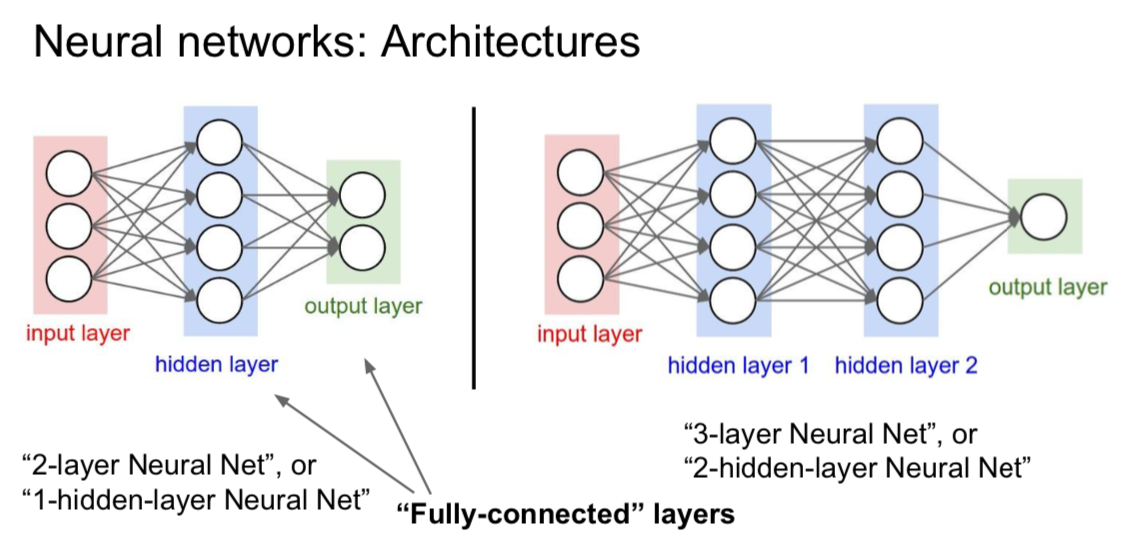 Neural networks: Architectures
input layer
hidden layer
output layer
“2-layer Neural Net”, or
“1-hidden-layer Neural Net”
“Fully-connected” layers
input layer
hidden layer 1
hidden layer 2
output layer
“3-layer Neural Net”, or
“2-hidden-layer Neural Net”